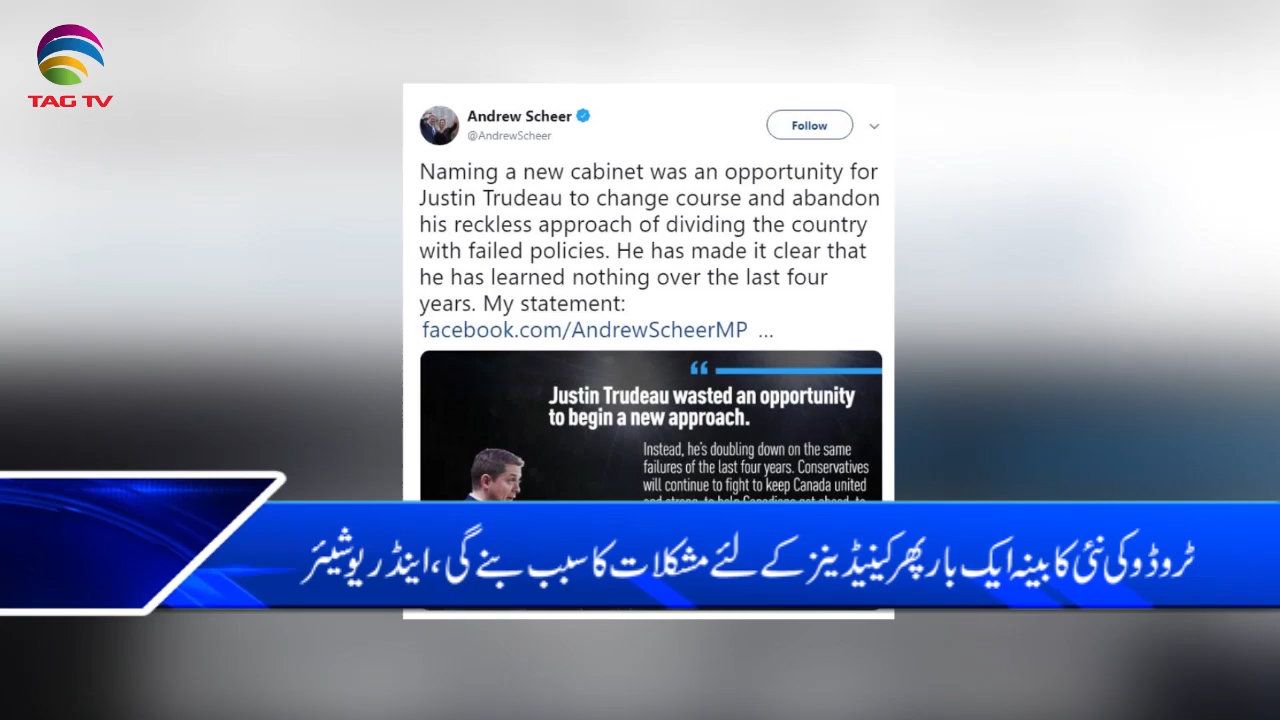 TAG TV
Andrew Scheer
@AndrewScheer
Follow
Naming a new cabinet was an opportunity for
Justin Trudeau to change course and abandon
his reckless approach of dividing the country
with failed policies. He has made it clear that
he has learned nothing over the last four
years. My statement:
facebook.com/AndrewScheerMP ...
“
Justin Trudeau wasted an opportunity
to begin a new approach.
Instead, he's doubling down on the same
failures of the last four years. Conservatives
will continue to fight to keep Canada united
ٹروڈو کی نئی کابینہ ایک بار پھر کینیڈینز کے لئے مشکلات کا سبب بنے گی، اینڈریو شیئر